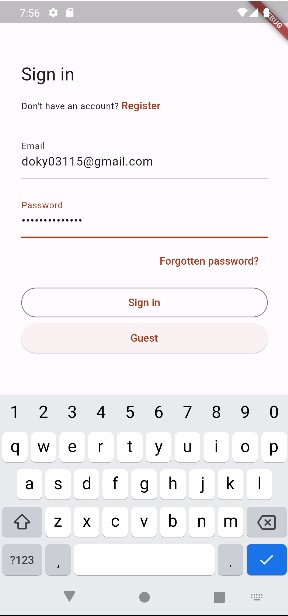 7:56
Sign in
Don't have an account? Register
Email
doky03115@gmail.com
Password
••••••••••••••
Forgotten password?
Sign in
Guest
1 2 3 4 5 6 7 8 9 0
q w e r t y u i o p
a s d f g h j k l
z x c v b n m
?123 , .